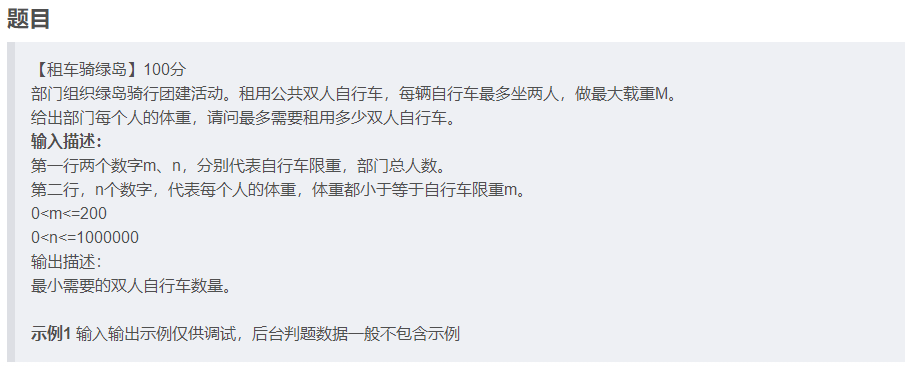 题目
【租车骑绿岛】100分
部门组织绿岛骑行团建活动。租用公共双人自行车，每辆自行车最多坐两人，做最大载重M。
给出部门每个人的体重，请问最多需要租用多少双人自行车。
输入描述：
第一行两个数字m、n，分别代表自行车限重，部门总人数。
第二行，n个数字，代表每个人的体重，体重都小于等于自行车限重m。
0<m<=200
0<n<=1000000
输出描述：
最小需要的双人自行车数量。
示例1 输入输出示例仅供调试，后台判题数据一般不包含示例